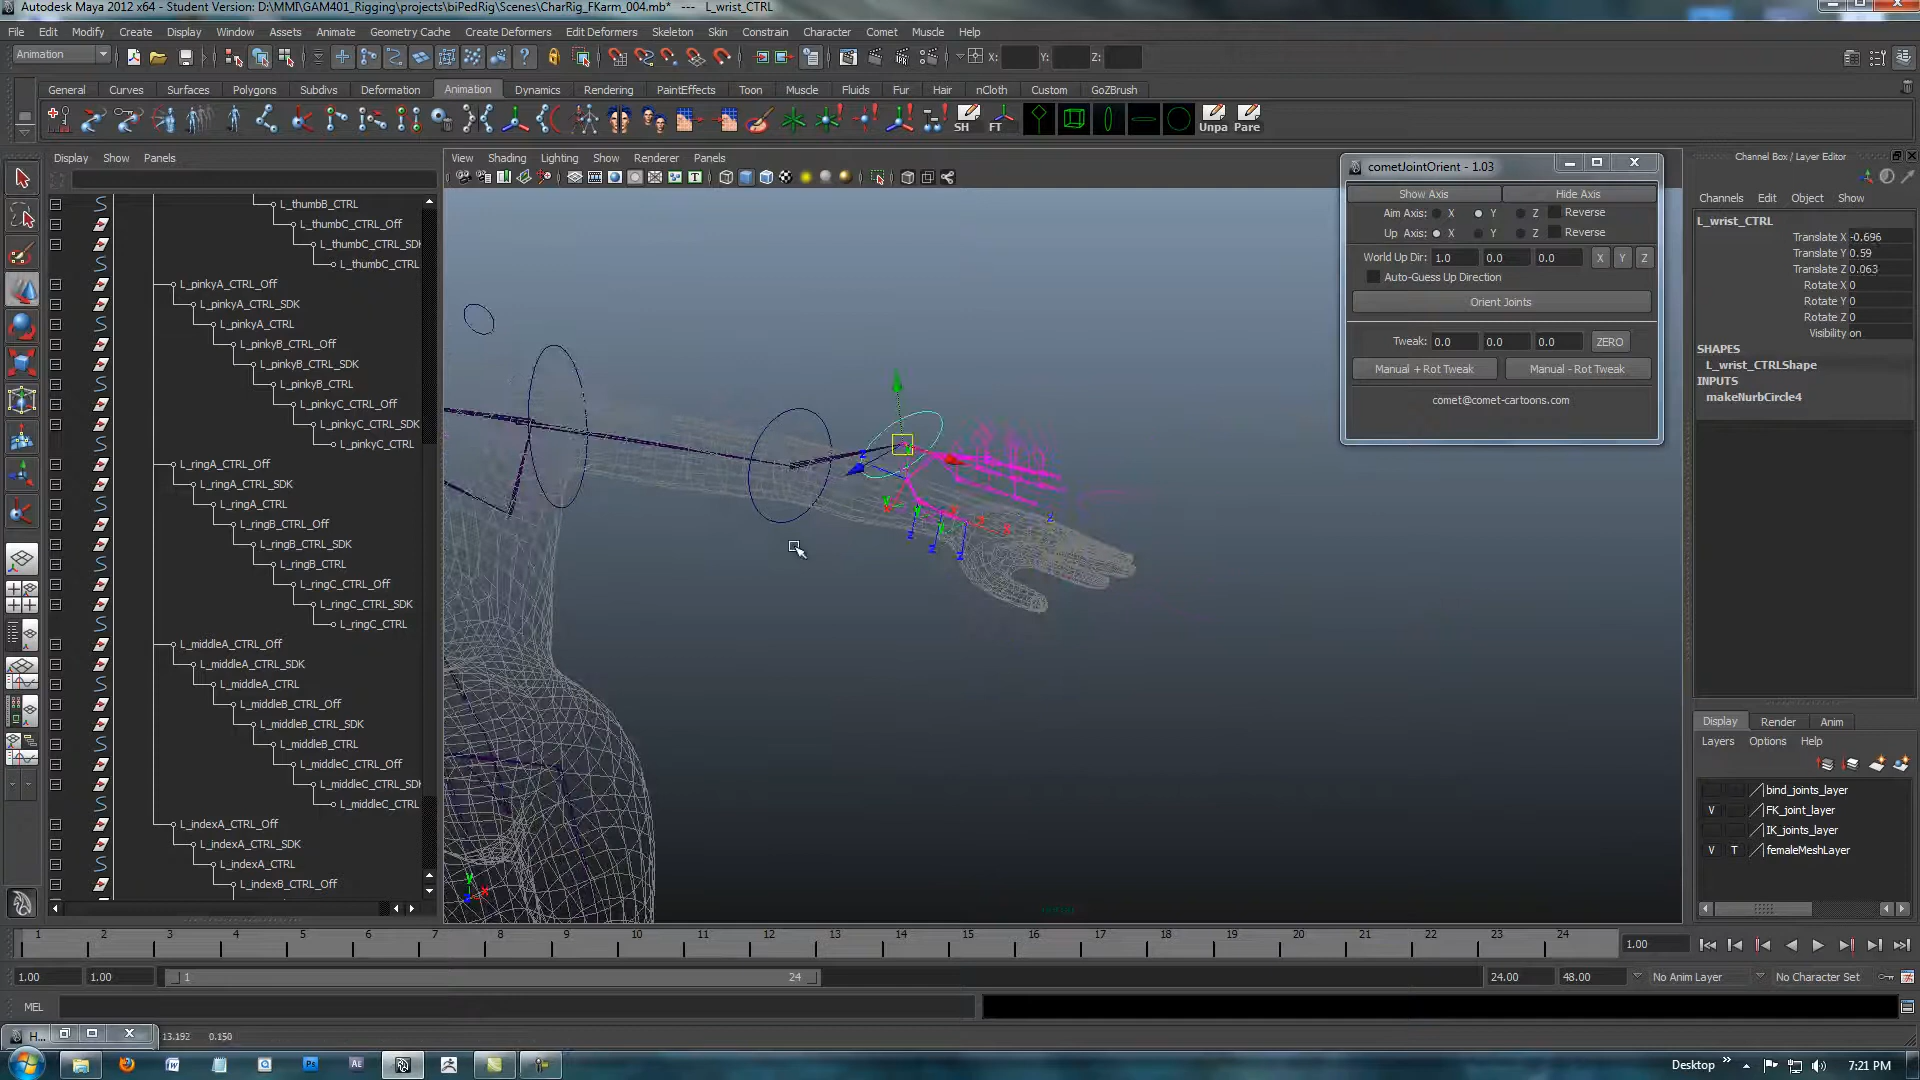 Autodesk Maya 2012 x64 - Student Version: D:\MMI\GAM401_Rigging\projects\biPedRig\Scenes\CharRig_FKarm_004.mb* --- L_wrist_CTRL
File Edit Modify Create Display Window Assets Animate Geometry Cache Create Deformers Edit Deformers Skeleton Skin Constrain Character Comet Muscle Help
Animation X: Y: Z:
General Curves Surfaces Polygons Subdivs Deformation Animation Dynamics Rendering PaintEffects Toon Muscle Fluids Fur Hair nCloth Custom GoZBrush
SH FT Unpa Pare
Display Show Panels
View Shading Lighting Show Renderer Panels
L_thumbB_CTRL
L_thumbC_CTRL_Off
L_thumbC_CTRL_SDK
L_thumbC_CTRL
L_pinkyA_CTRL_Off
L_pinkyA_CTRL_SDK
L_pinkyA_CTRL
L_pinkyB_CTRL_Off
L_pinkyB_CTRL_SDK
L_pinkyB_CTRL
L_pinkyC_CTRL_Off
L_pinkyC_CTRL_SDK
L_pinkyC_CTRL
L_ringA_CTRL_Off
L_ringA_CTRL_SDK
L_ringA_CTRL
L_ringB_CTRL_Off
L_ringB_CTRL_SDK
L_ringB_CTRL
L_ringC_CTRL_Off
L_ringC_CTRL_SDK
L_ringC_CTRL
L_middleA_CTRL_Off
L_middleA_CTRL_SDK
L_middleA_CTRL
L_middleB_CTRL_Off
L_middleB_CTRL_SDK
L_middleB_CTRL
L_middleC_CTRL_Off
L_middleC_CTRL_SDK
L_middleC_CTRL
L_indexA_CTRL_Off
L_indexA_CTRL_SDK
L_indexA_CTRL
L_indexB_CTRL_Off
cometJointOrient - 1.03
Show Axis Hide Axis
Aim Axis: X Y Z Reverse
Up Axis: X Y Z Reverse
World Up Dir: 1.0 0.0 0.0 X Y Z
Auto-Guess Up Direction
Orient Joints
Tweak: 0.0 0.0 0.0 ZERO
Manual + Rot Tweak Manual - Rot Tweak
comet@comet-cartoons.com
Channel Box / Layer Editor
Channels Edit Object Show
L_wrist_CTRL
Translate X -0.696
Translate Y 0.59
Translate Z 0.063
Rotate X 0
Rotate Y 0
Rotate Z 0
Visibility on
SHAPES
L_wrist_CTRLShape
INPUTS
makeNurbCircle4
Display Render Anim
Layers Options Help
bind_joints_layer
V FK_joint_layer
IK_joints_layer
V T femaleMeshLayer
1 2 3 4 5 6 7 8 9 10 11 12 13 14 15 16 17 18 19 20 21 22 23 24 1.00
1.00 1.00 1 24 24.00 48.00 No Anim Layer No Character Set
MEL
H... 13.192 0.150
Desktop 7:21 PM